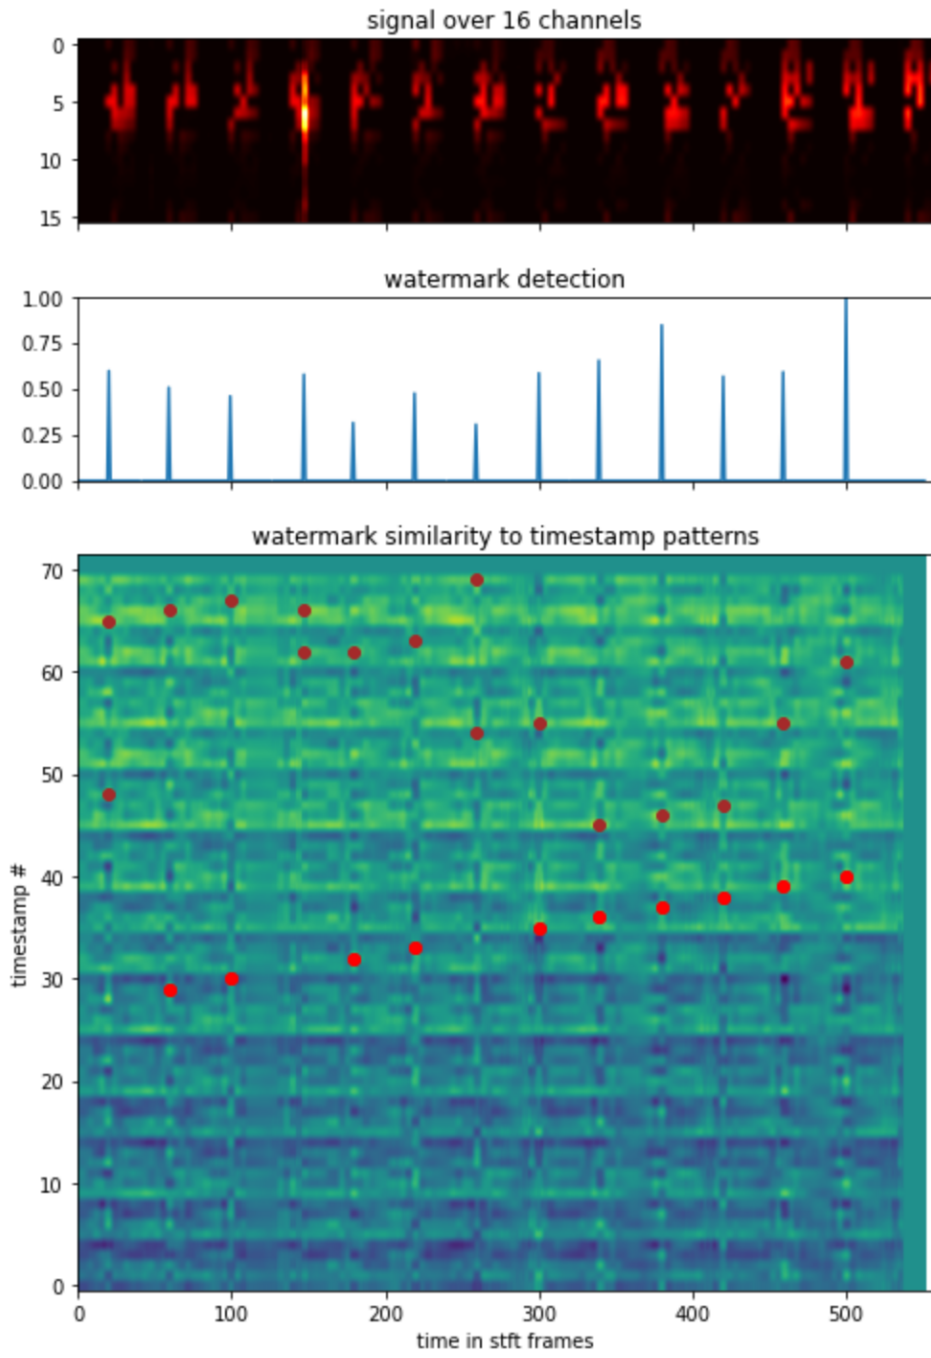 signal over 16 channels
0
5
10
15
watermark detection
1.00
0.75
0.50
0.25
0.00
watermark similarity to timestamp patterns
70
60
50
40
30
20
10
0
timestamp #
0 100 200 300 400 500
time in stft frames